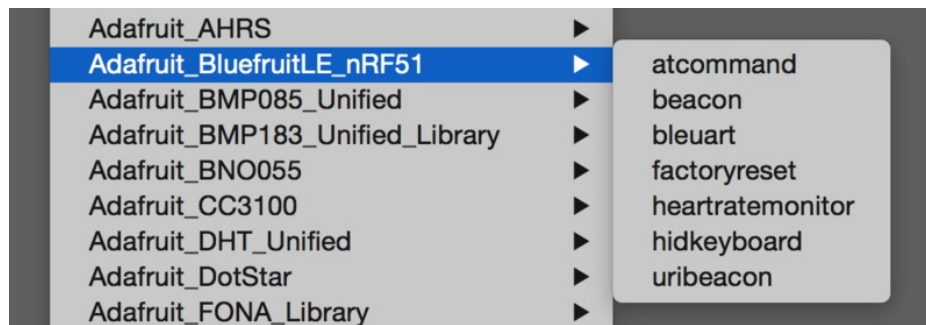 Adafruit_AHRS
Adafruit_BluefruitLE_nRF51
Adafruit_BMP085_Unified
Adafruit_BMP183_Unified_Library
Adafruit_BNO055
Adafruit_CC3100
Adafruit_DHT_Unified
Adafruit_DotStar
Adafruit_FONA_Library
atcommand
beacon
bleuart
factoryreset
heartratemonitor
hidkeyboard
uribeacon